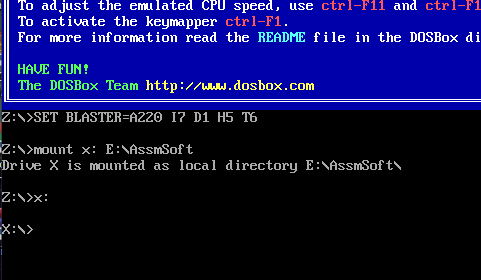 To adjust the emulated CPU speed, use ctrl-F11 and ctrl-F1
To activate the keymapper ctrl-F1.
For more information read the README file in the DOSBox di
HAVE FUN!
The DOSBox Team http://www.dosbox.com
Z:\>SET BLASTER=A220 I7 D1 H5 T6
Z:\>mount x: E:\AssmSoft
Drive X is mounted as local directory E:\AssmSoft\
Z:\>x:
X:\>